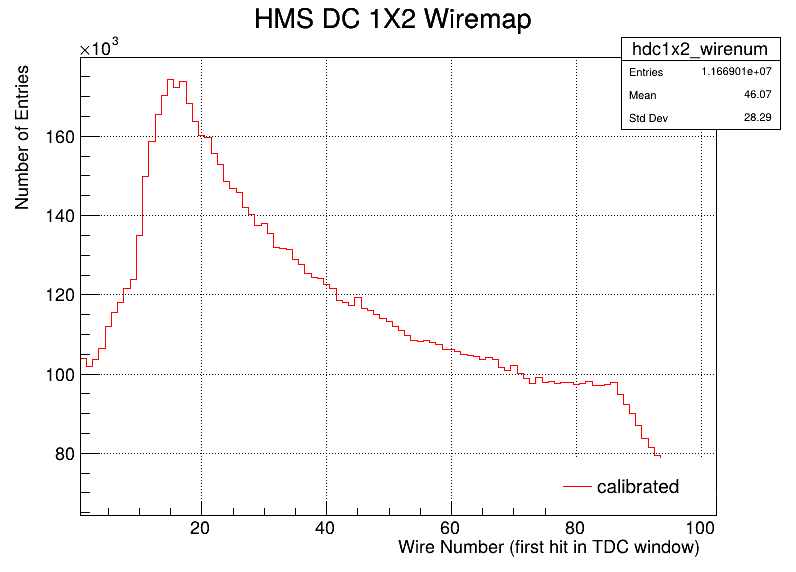 HMS DC 1X2 Wiremap
×10³
hdc1x2_wirenum
Entries 1.166901e+07
Mean 46.07
Std Dev 28.29
Number of Entries
160
140
120
100
80
calibrated
20 40 60 80 100
Wire Number (first hit in TDC window)